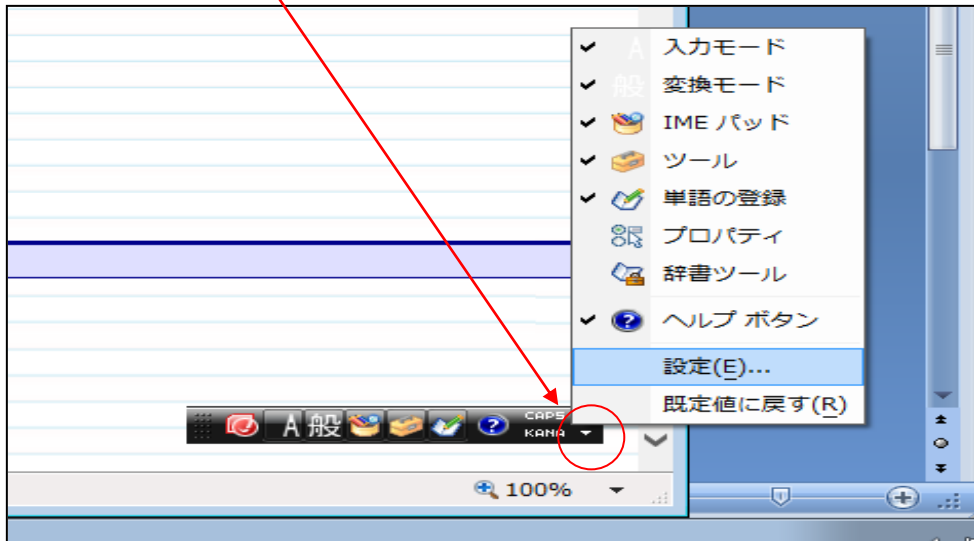 A 入力モード
般 変換モード
IME パッド
ツール
単語の登録
プロパティ
辞書ツール
ヘルプ ボタン
設定(E)...
既定値に戻す(R)
A 般 CAPS
KANA
100%